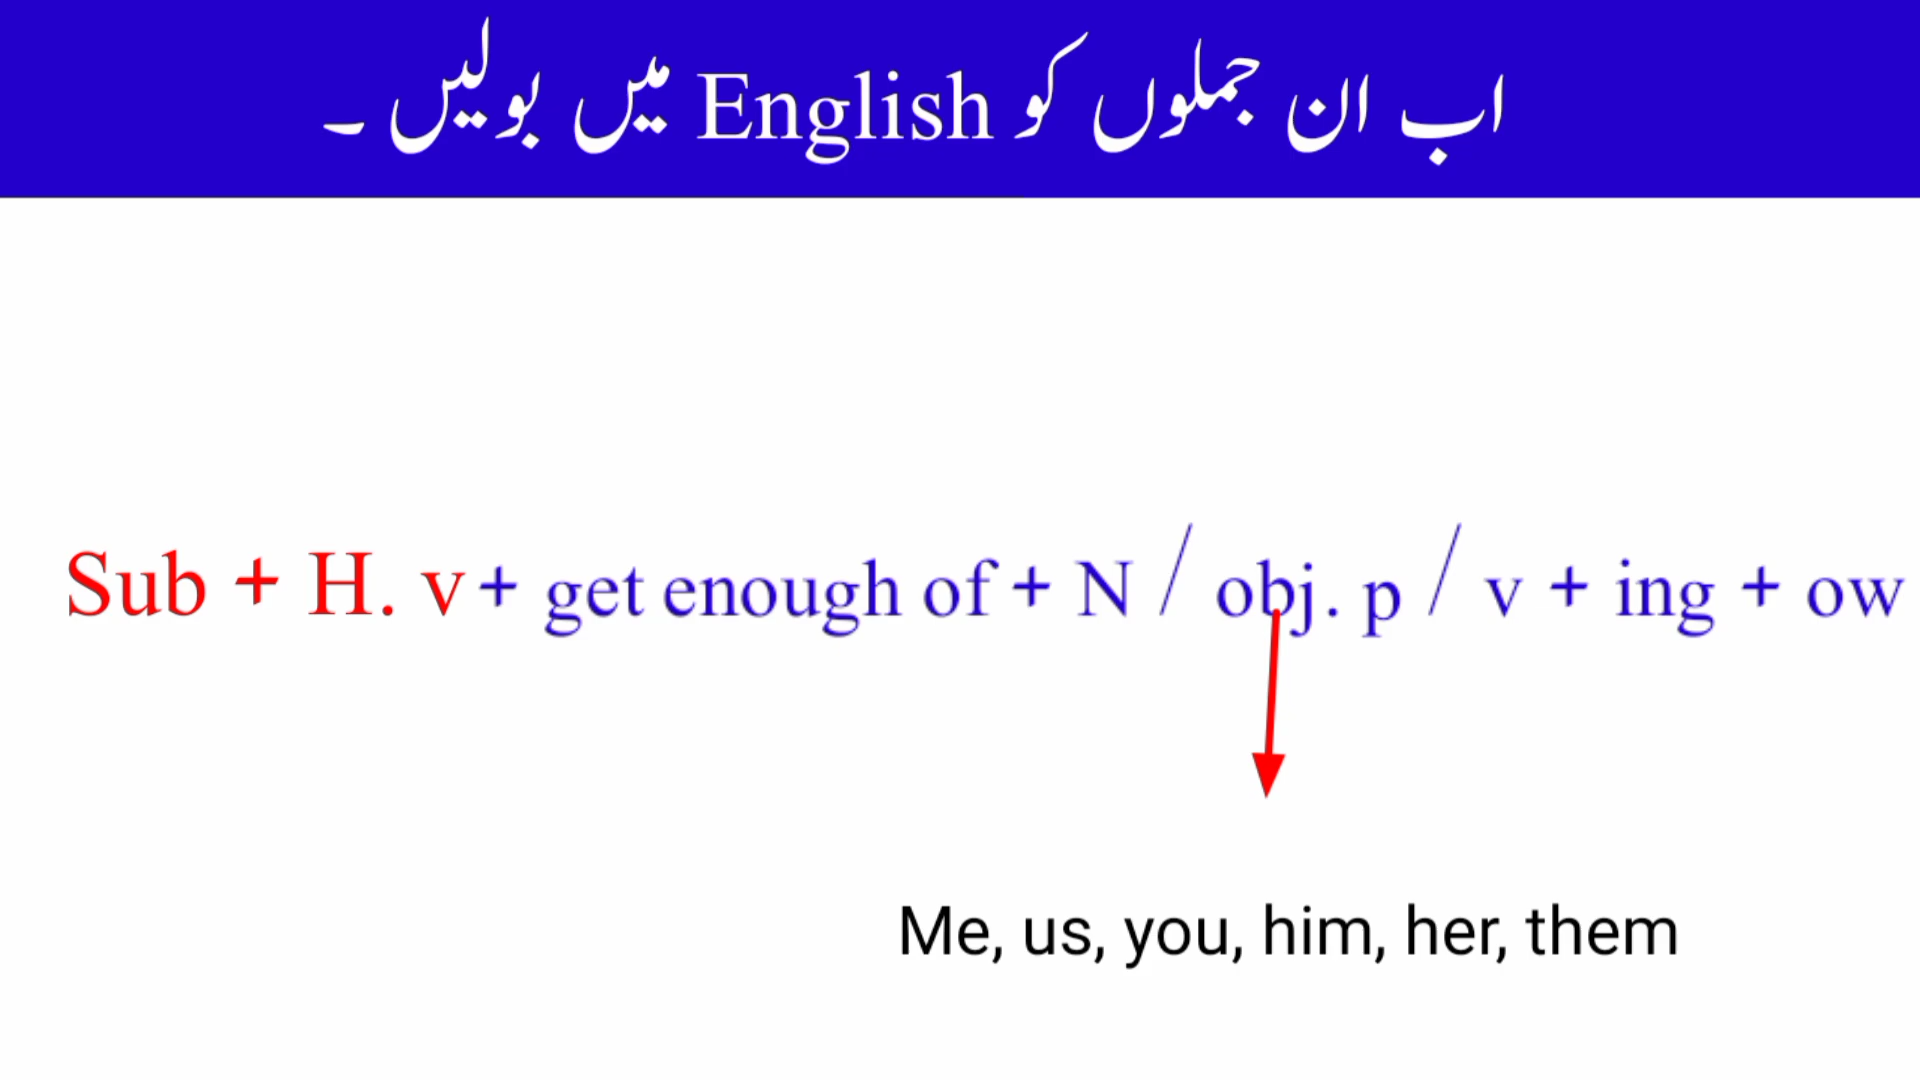 اب ان جملوں کو English میں بولیں ۔
Sub + H. v + get enough of + N / obj. p / v + ing + ow
Me, us, you, him, her, them